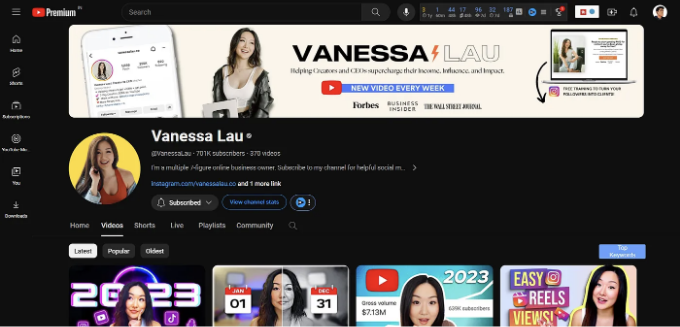 Premium
Search
Home
Shorts
Subscriptions
You
Downloads
VANESSA LAU
Helping Creators and CEOs supercharge their Income, Influence, and Impact.
NEW VIDEO EVERY WEEK
Forbes BUSINESS INSIDER THE WALL STREET JOURNAL
FREE TRAINING TO TURN YOUR
FOLLOWERS INTO CLIENTS!
Vanessa Lau
@VanessaLau 701K subscribers 370 videos
I'm a multiple 7-figure online business owner. Subscribe to my channel for helpful social m...
instagram.com/vanessalau.co and 1 more link
Subscribed
View channel stats
Home Videos Shorts Live Playlists Community
Latest Popular Oldest
Top
Keywords
2023
JAN
01
DEC
31
2023
Gross volume
$7.13M
639K subscribers
EASY
REELS
VIEWS!